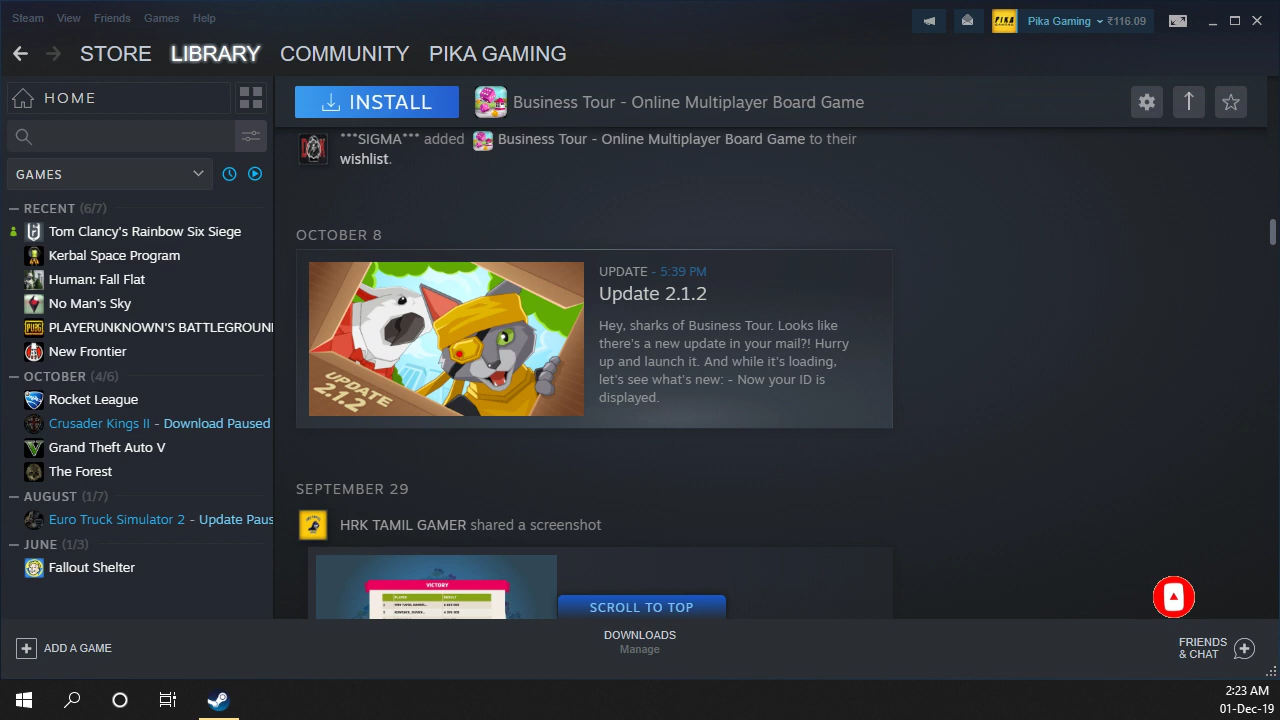 Steam View Friends Games Help
Pika Gaming ₹116.09
STORE LIBRARY COMMUNITY PIKA GAMING
HOME
GAMES
RECENT (6/7)
Tom Clancy's Rainbow Six Siege
Kerbal Space Program
Human: Fall Flat
No Man's Sky
PUBG PLAYERUNKNOWN'S BATTLEGROUN
New Frontier
OCTOBER (4/6)
Rocket League
Crusader Kings II - Download Paused
Grand Theft Auto V
The Forest
AUGUST (1/7)
Euro Truck Simulator 2 - Update Paus
JUNE (1/3)
Fallout Shelter
INSTALL
Business Tour - Online Multiplayer Board Game
***SIGMA*** added Business Tour - Online Multiplayer Board Game to their
wishlist.
OCTOBER 8
UPDATE
2.1.2
UPDATE - 5:39 PM
Update 2.1.2
Hey, sharks of Business Tour. Looks like
there's a new update in your mail?! Hurry
up and launch it. And while it's loading,
let's see what's new: - Now your ID is
displayed.
SEPTEMBER 29
HRK TAMIL GAMER shared a screenshot
VICTORY
PLAYER RESULT
SCROLL TO TOP
ADD A GAME
DOWNLOADS
Manage
FRIENDS
& CHAT
2:23 AM
01-Dec-19